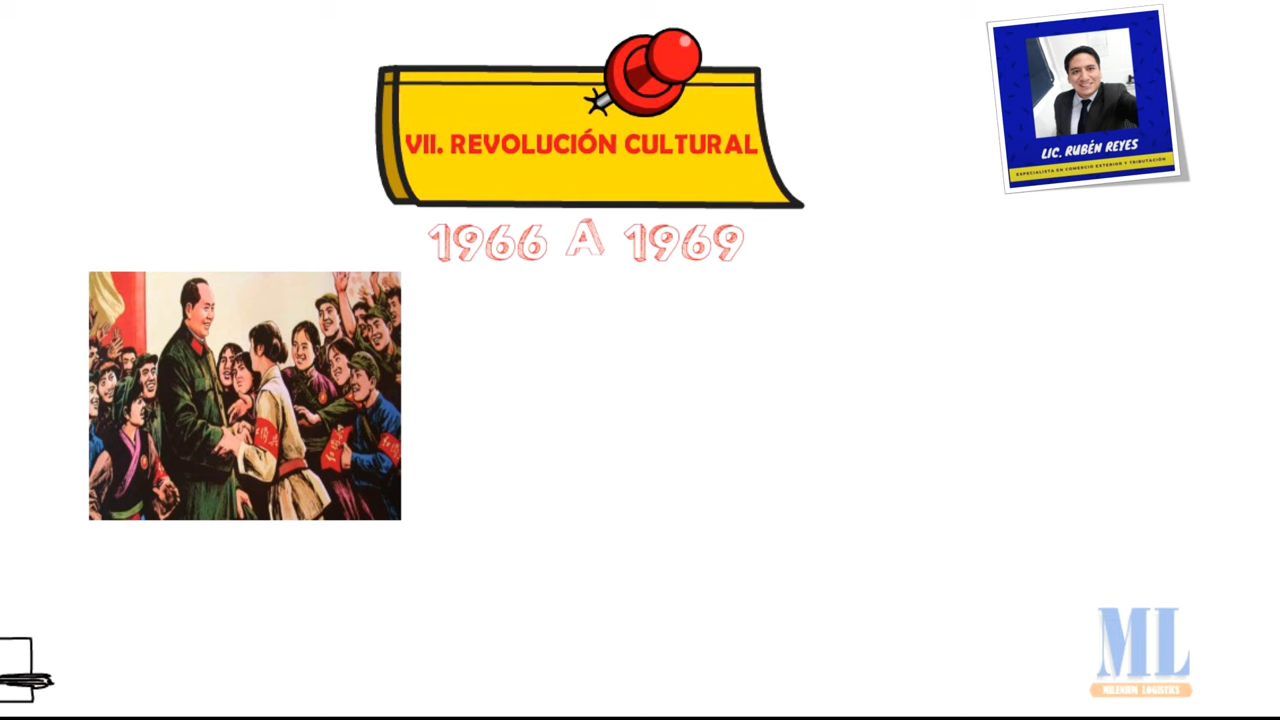 VII. REVOLUCIÓN CULTURAL
1966 A 1969
LIC. RUBÉN REYES
ESPECIALISTA EN COMERCIO EXTERIOR Y TRIBUTACIÓN
ML
MILENIUM LOGISTICS